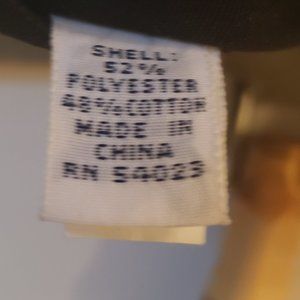 SHELL:
52%
POLYESTER
48%COTTON
MADE IN
CHINA
RN 54023